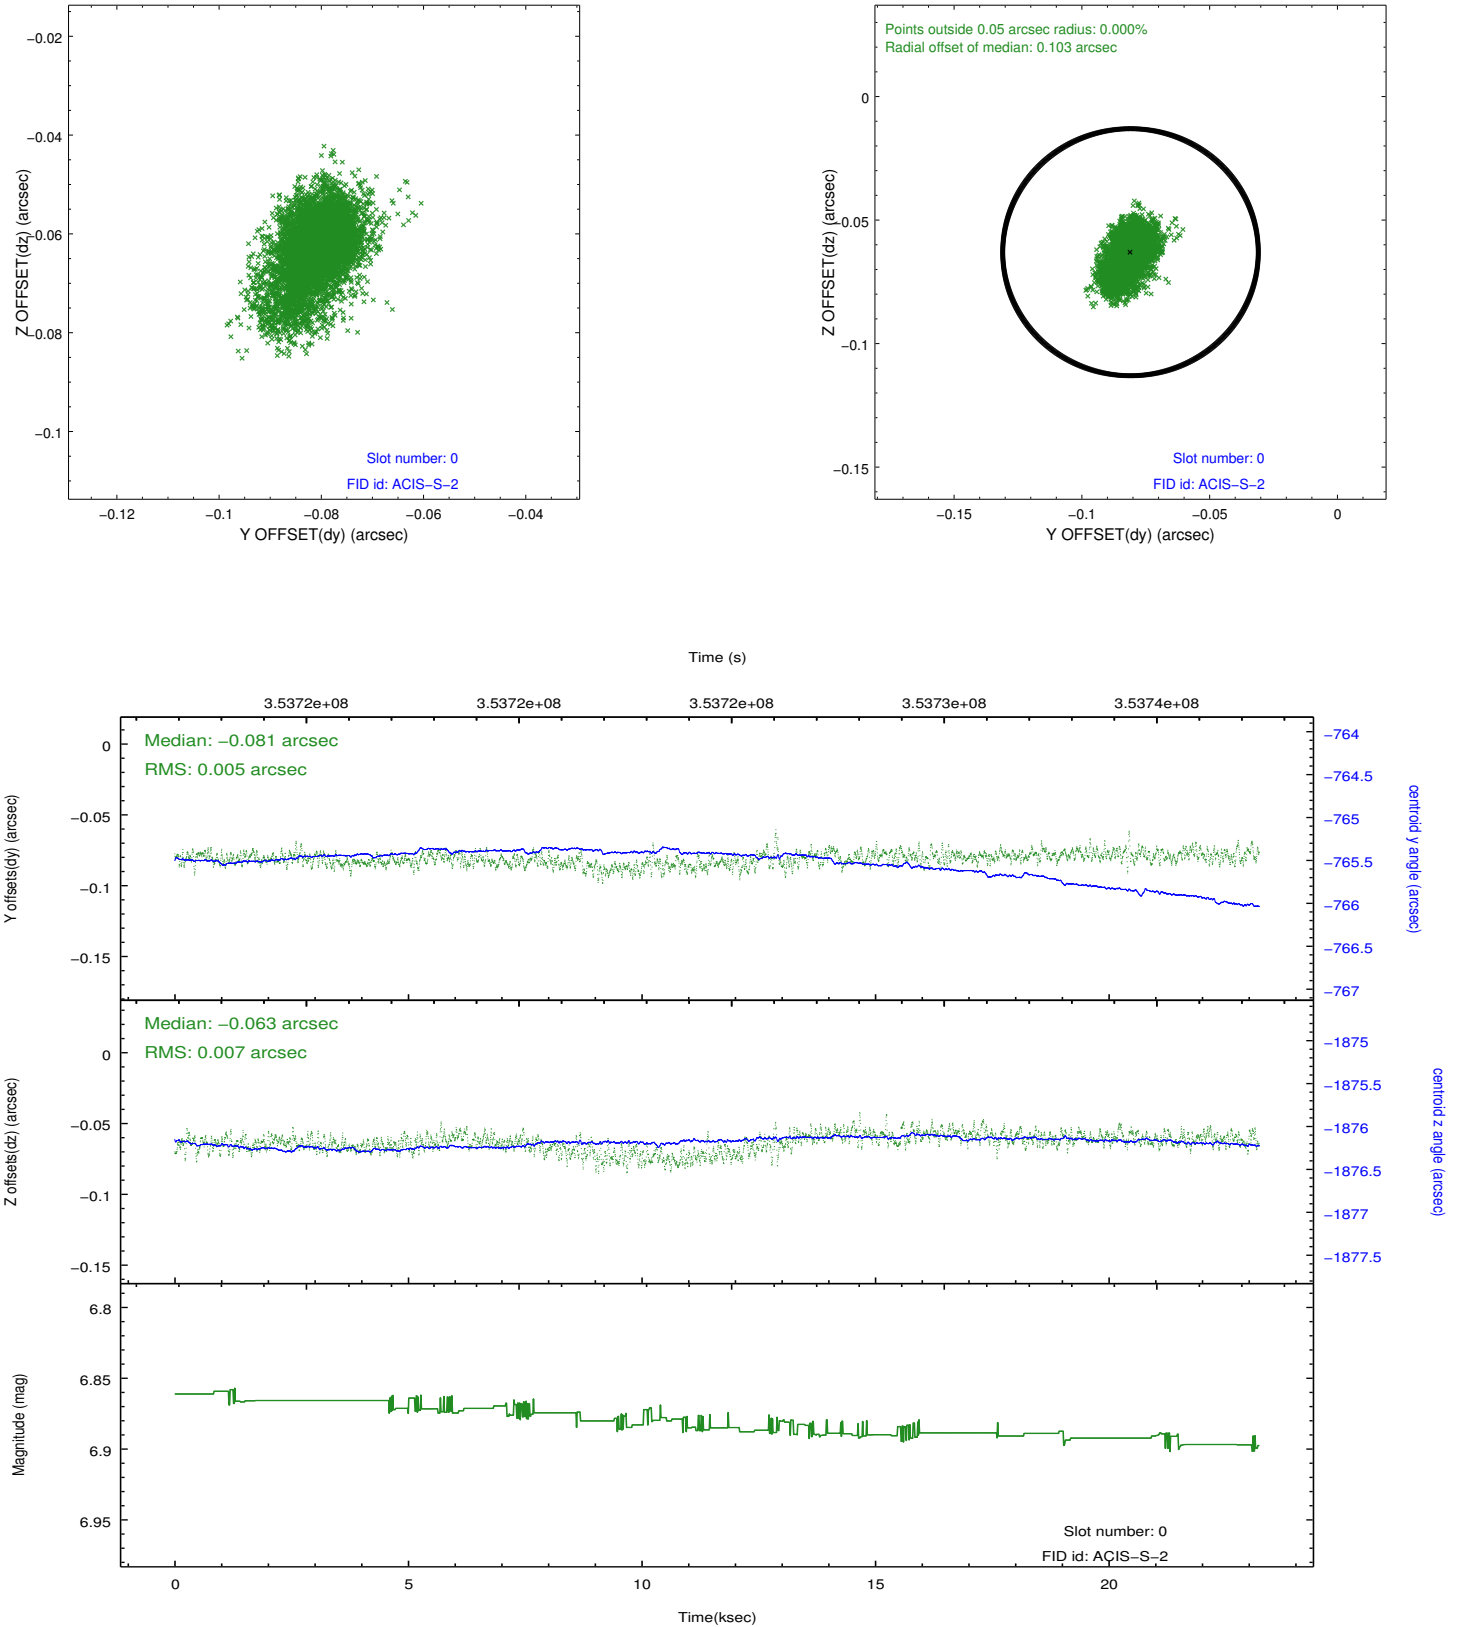 −0.02
−0.04
−0.06
−0.08
−0.1
Z OFFSET(dz) (arcsec)
Slot number: 0
FID id: ACIS−S−2
−0.12
−0.1
−0.08
−0.06
−0.04
Y OFFSET(dy) (arcsec)
Points outside 0.05 arcsec radius: 0.000%
Radial offset of median: 0.103 arcsec
0
−0.05
−0.1
−0.15
Z OFFSET(dz) (arcsec)
Slot number: 0
FID id: ACIS−S−2
−0.15
−0.1
−0.05
0
Y OFFSET(dy) (arcsec)
Time (s)
3.5372e+08
3.5372e+08
3.5372e+08
3.5373e+08
3.5374e+08
Median: −0.081 arcsec
RMS: 0.005 arcsec
0
−0.05
−0.1
−0.15
Y offsets(dy) (arcsec)
−764
−764.5
−765
−765.5
−766
−766.5
−767
centroid y angle (arcsec)
Median: −0.063 arcsec
RMS: 0.007 arcsec
0
−0.05
−0.1
−0.15
Z offsets(dz) (arcsec)
−1875
−1875.5
−1876
−1876.5
−1877
−1877.5
centroid z angle (arcsec)
6.8
6.85
6.9
6.95
Magnitude (mag)
Slot number: 0
FID id: ACIS−S−2
0
5
10
15
20
Time(ksec)